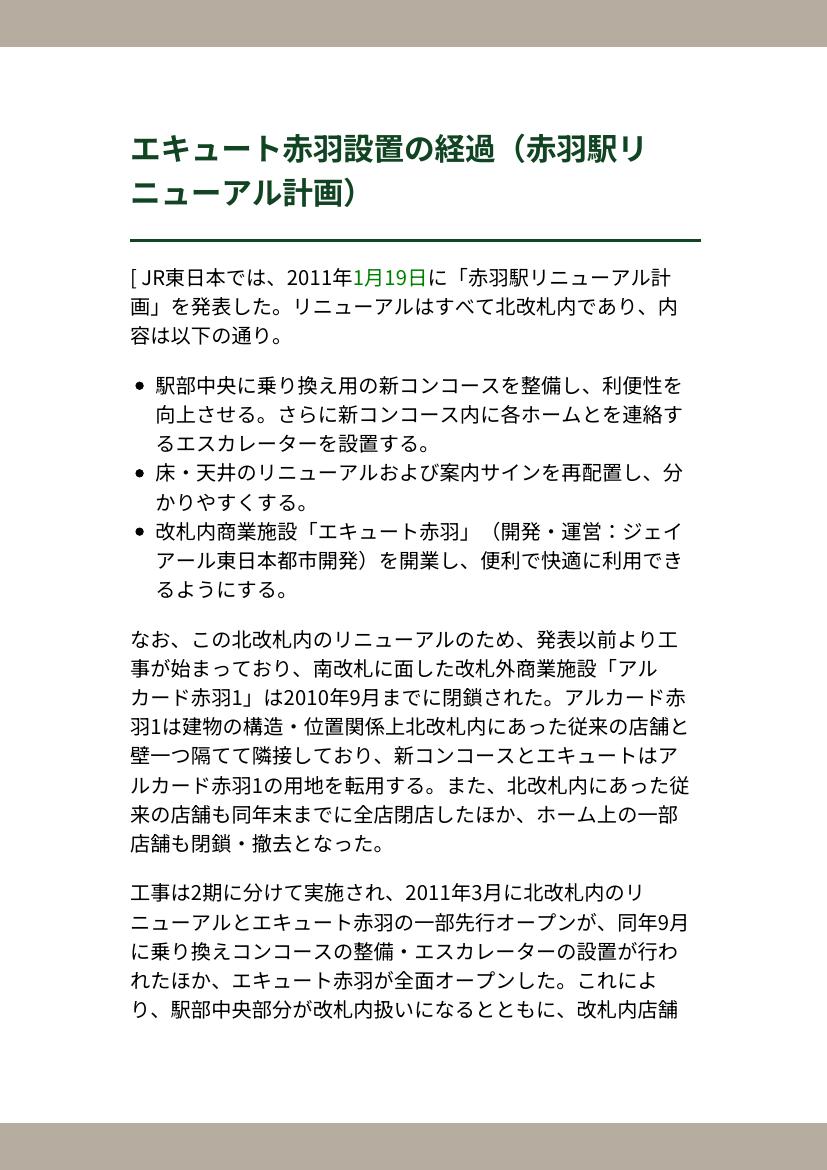 エキュート赤羽設置の経過（赤羽駅リ
ニューアル計画）
[ JR東日本では、2011年1月19日に「赤羽駅リニューアル計
画」を発表した。リニューアルはすべて北改札内であり、内
容は以下の通り。
• 駅部中央に乗り換え用の新コンコースを整備し、利便性を
向上させる。さらに新コンコース内に各ホームとを連絡す
るエスカレーターを設置する。
• 床・天井のリニューアルおよび案内サインを再配置し、分
かりやすくする。
• 改札内商業施設「エキュート赤羽」（開発・運営：ジェイ
アール東日本都市開発）を開業し、便利で快適に利用でき
るようにする。
なお、この北改札内のリニューアルのため、発表以前より工
事が始まっており、南改札に面した改札外商業施設「アル
カード赤羽1」は2010年9月までに閉鎖された。アルカード赤
羽1は建物の構造・位置関係上北改札内にあった従来の店舗と
壁一つ隔てて隣接しており、新コンコースとエキュートはア
ルカード赤羽1の用地を転用する。また、北改札内にあった従
来の店舗も同年末までに全店閉店したほか、ホーム上の一部
店舗も閉鎖・撤去となった。
工事は2期に分けて実施され、2011年3月に北改札内のリ
ニューアルとエキュート赤羽の一部先行オープンが、同年9月
に乗り換えコンコースの整備・エスカレーターの設置が行わ
れたほか、エキュート赤羽が全面オープンした。これによ
り、駅部中央部分が改札内扱いになるとともに、改札内店舗